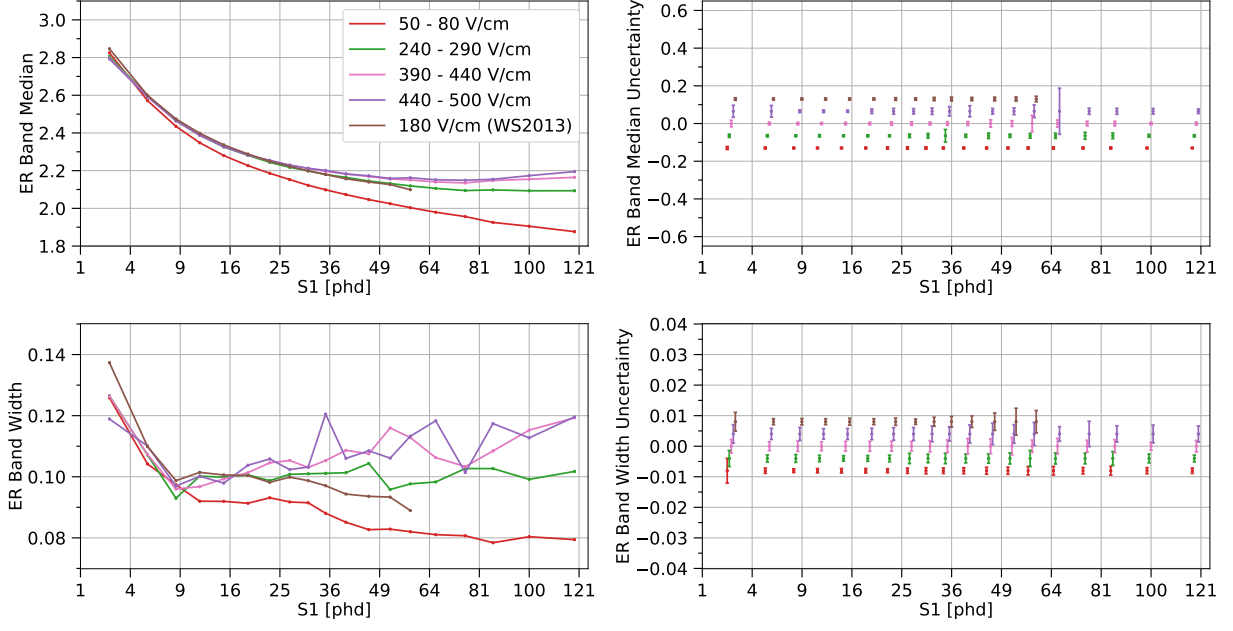 ER Band Median
3.0
2.8
2.6
2.4
2.2
2.0
1.8
1 4 9 16 25 36 49 64 81 100 121
S1 [phd]
50 - 80 V/cm
240 - 290 V/cm
390 - 440 V/cm
440 - 500 V/cm
180 V/cm (WS2013)
ER Band Median Uncertainty
0.6
0.4
0.2
0.0
−0.2
−0.4
−0.6
1 4 9 16 25 36 49 64 81 100 121
S1 [phd]
ER Band Width
0.14
0.12
0.10
0.08
1 4 9 16 25 36 49 64 81 100 121
S1 [phd]
ER Band Width Uncertainty
0.04
0.03
0.02
0.01
0.00
−0.01
−0.02
−0.03
−0.04
1 4 9 16 25 36 49 64 81 100 121
S1 [phd]